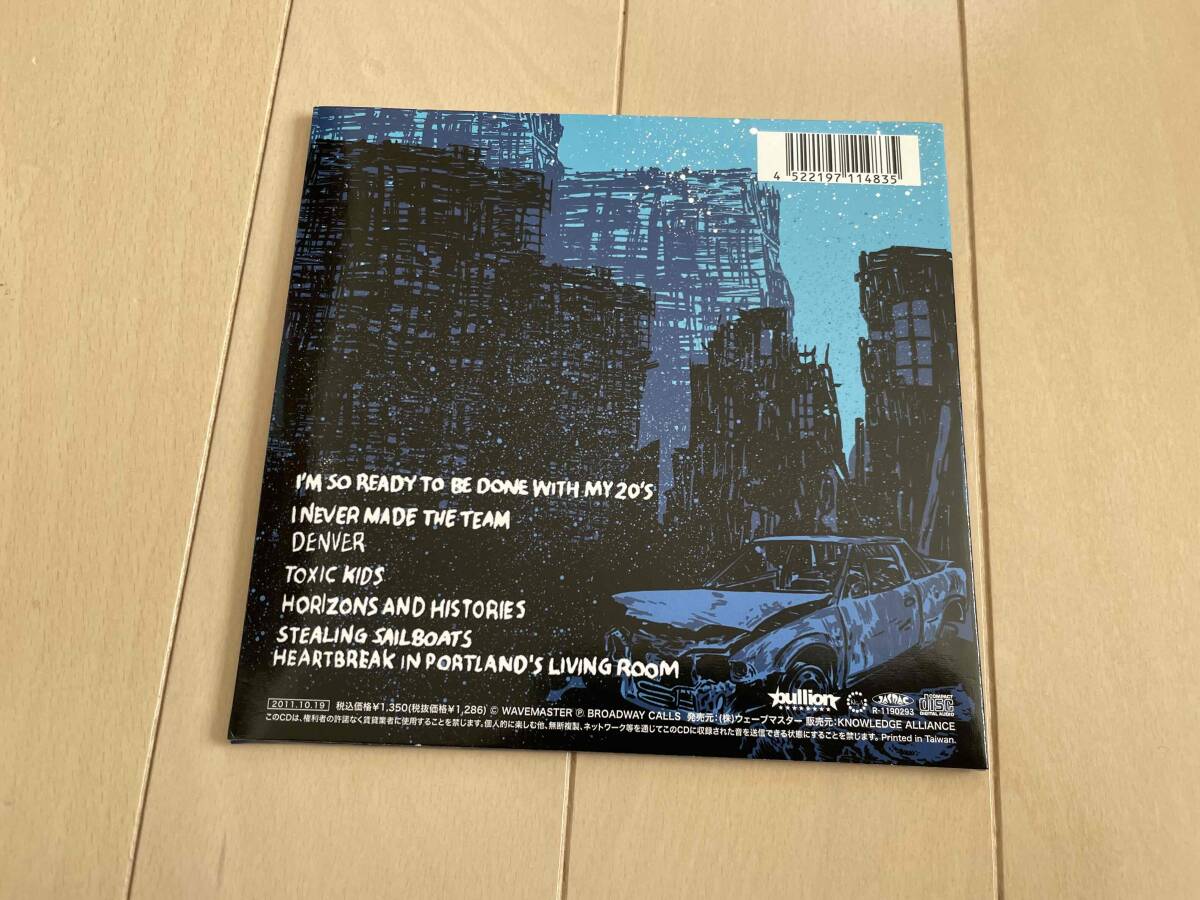 4 522197 114835
I'M SO READY TO BE DONE WITH MY 20'S
I NEVER MADE THE TEAM
DENVER
TOXIC KIDS
HORIZONS AND HISTORIES
STEALING SAILBOATS
HEARTBREAK IN PORTLAND'S LIVING ROOM
bullion
JASRAC
R-1190293
COMPACT
disc
DIGITAL AUDIO
2011.10.19 税込価格¥1,350(税抜価格¥1,286) © WAVEMASTER ℗ BROADWAY CALLS 発売元:(株)ウェーブマスター 販売元:KNOWLEDGE ALLIANCE
このCDは、権利者の許諾なく賃貸業者に使用することを禁じます。個人的に楽しむ他、無断複製、ネットワーク等を通じてこのCDに収録された音を送信できる状態にすることを禁じます。Printed in Taiwan.